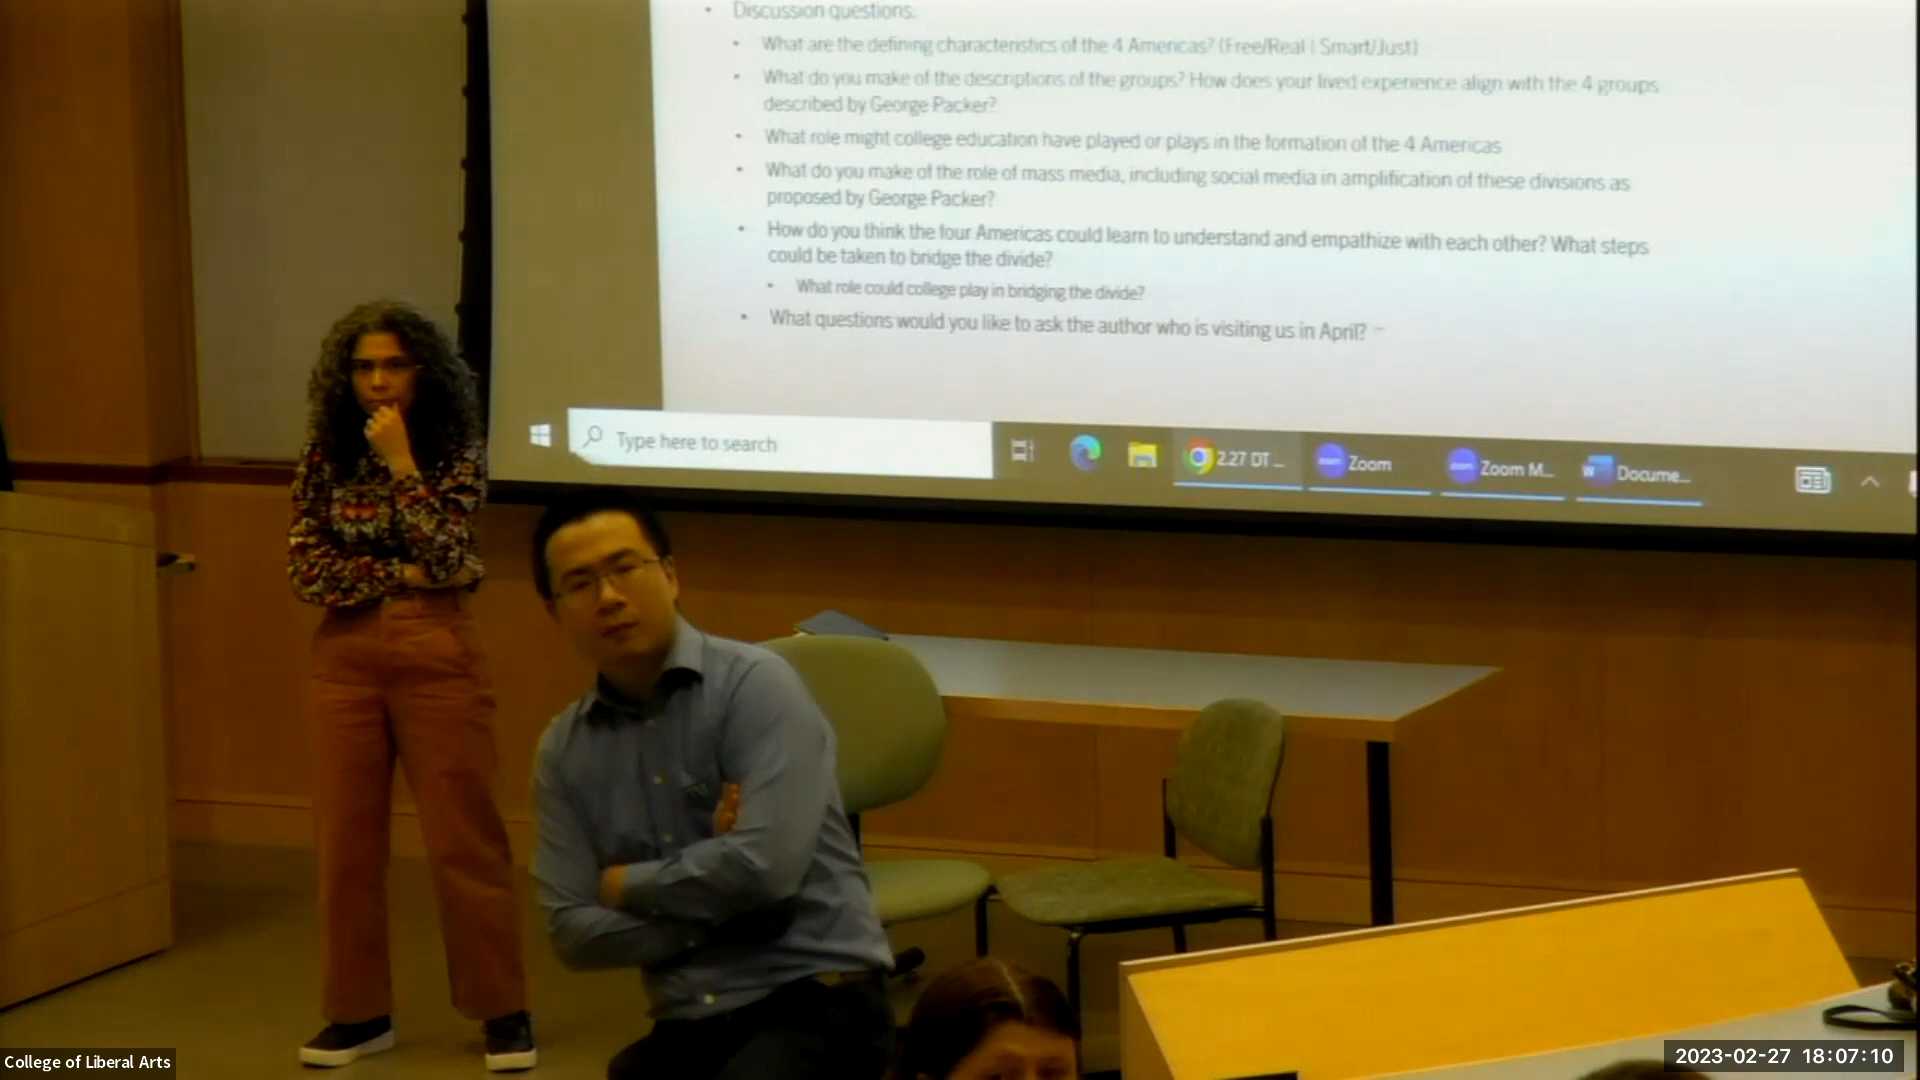 Discussion questions:
What are the defining characteristics of the 4 Americas? (Free/Real | Smart/Just)
What do you make of the descriptions of the groups? How does your lived experience align with the 4 groups
described by George Packer?
What role might college education have played or plays in the formation of the 4 Americas
What do you make of the role of mass media, including social media in amplification of these divisions as
proposed by George Packer?
How do you think the four Americas could learn to understand and empathize with each other? What steps
could be taken to bridge the divide?
What role could college play in bridging the divide?
What questions would you like to ask the author who is visiting us in April? –
Type here to search
2.27 DT ...
Zoom
Zoom M...
Docume...
College of Liberal Arts
2023-02-27 18:07:10